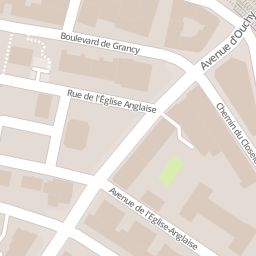 Boulevard de Grancy
Avenue d'Ouchy
Rue de l'Église Anglaise
Chemin du Closel
Avenue de l'Eglise-Anglaise